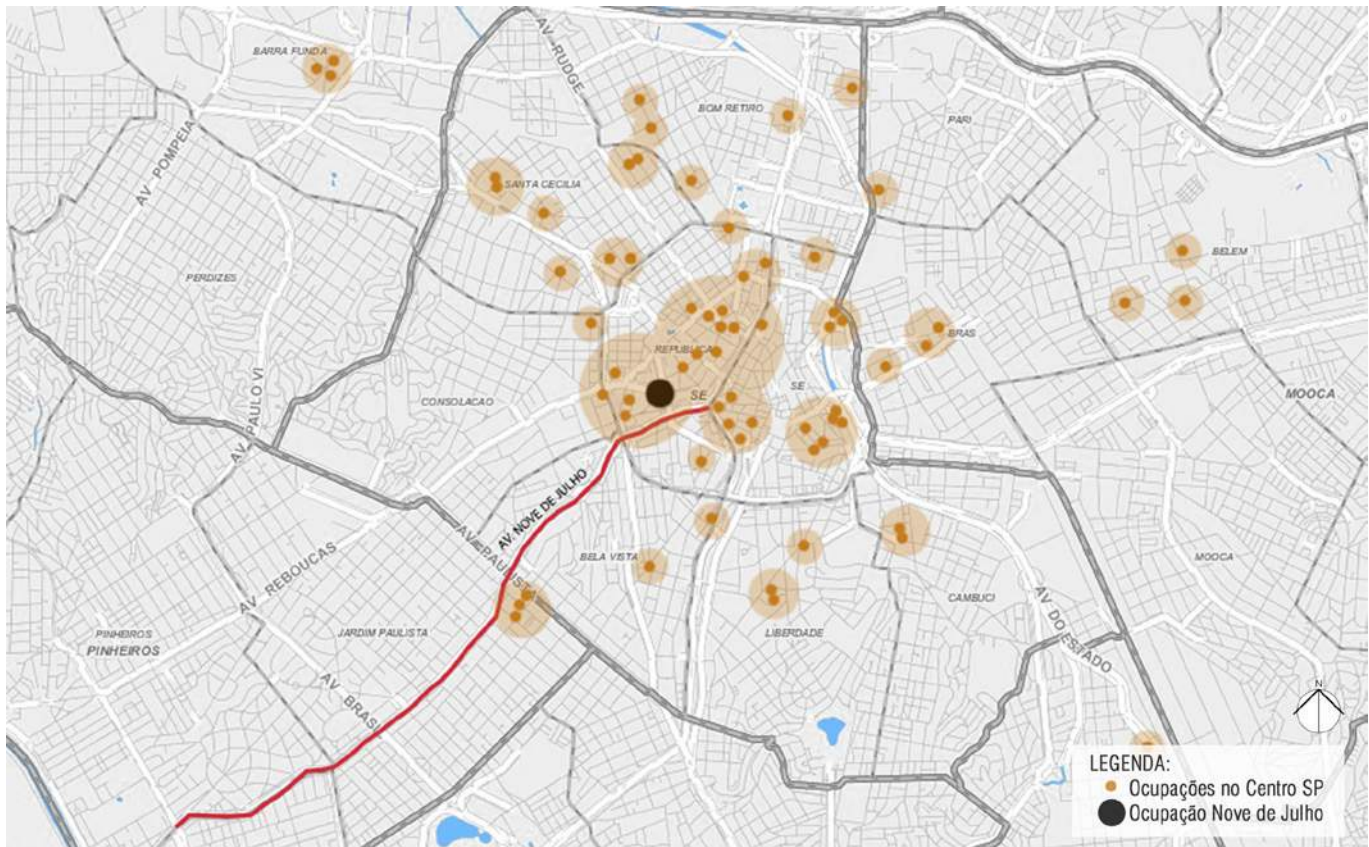 BARRA FUNDA
AV - RUDGE
BOM RETIRO
PARI
AV - POMPEIA
SANTA CECILIA
PERDIZES
BELEM
BRAS
REPUBLICA
SE
SE
CONSOLACAO
MOOCA
AV - PAULO VI
AV. NOVE DE JULHO
AV - PAULISTA
BELA VISTA
MOOCA
AV - REBOUCAS
CAMBUCI
AV - DO ESTADO
PINHEIROS
PINHEIROS
JARDIM PAULISTA
LIBERDADE
AV - BRASIL
N
LEGENDA:
Ocupações no Centro SP
Ocupação Nove de Julho